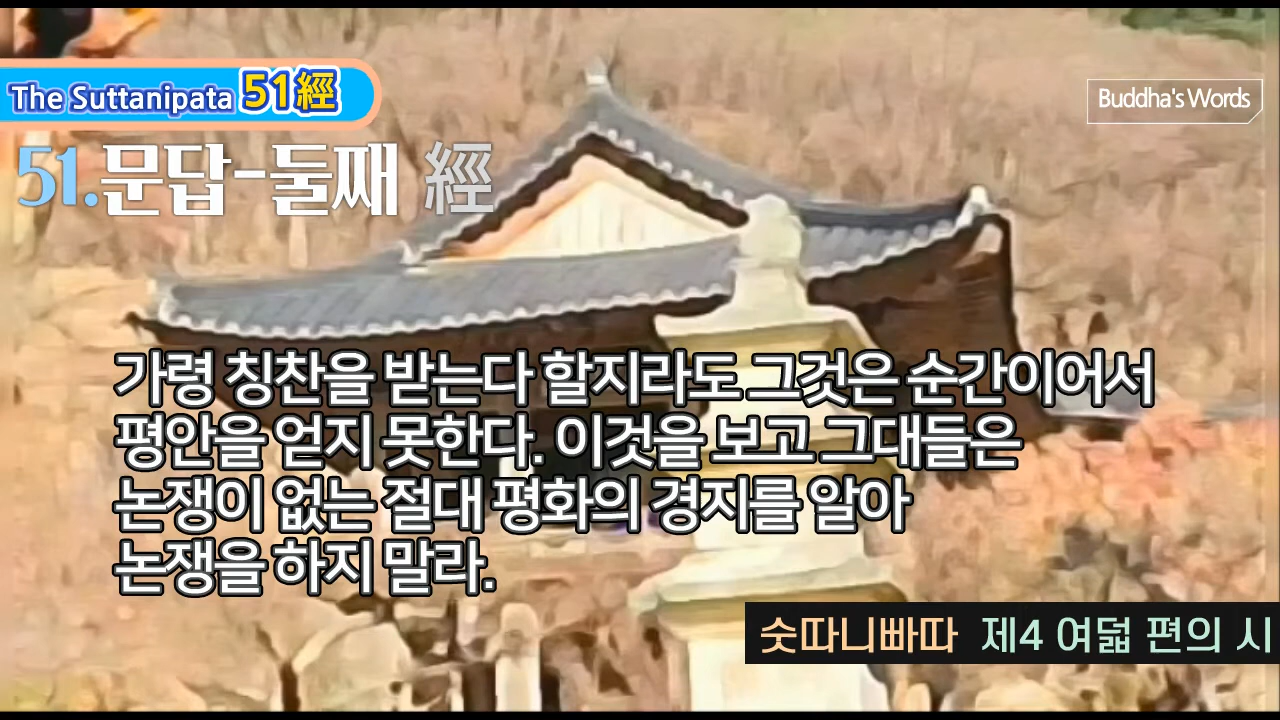 The Suttanipata 51經
Buddha's Words
51.문답-둘째 經
가령 칭찬을 받는다 할지라도 그것은 순간이어서
평안을 얻지 못한다. 이것을 보고 그대들은
논쟁이 없는 절대 평화의 경지를 알아
논쟁을 하지 말라.
숫따니빠따 제4 여덟 편의 시